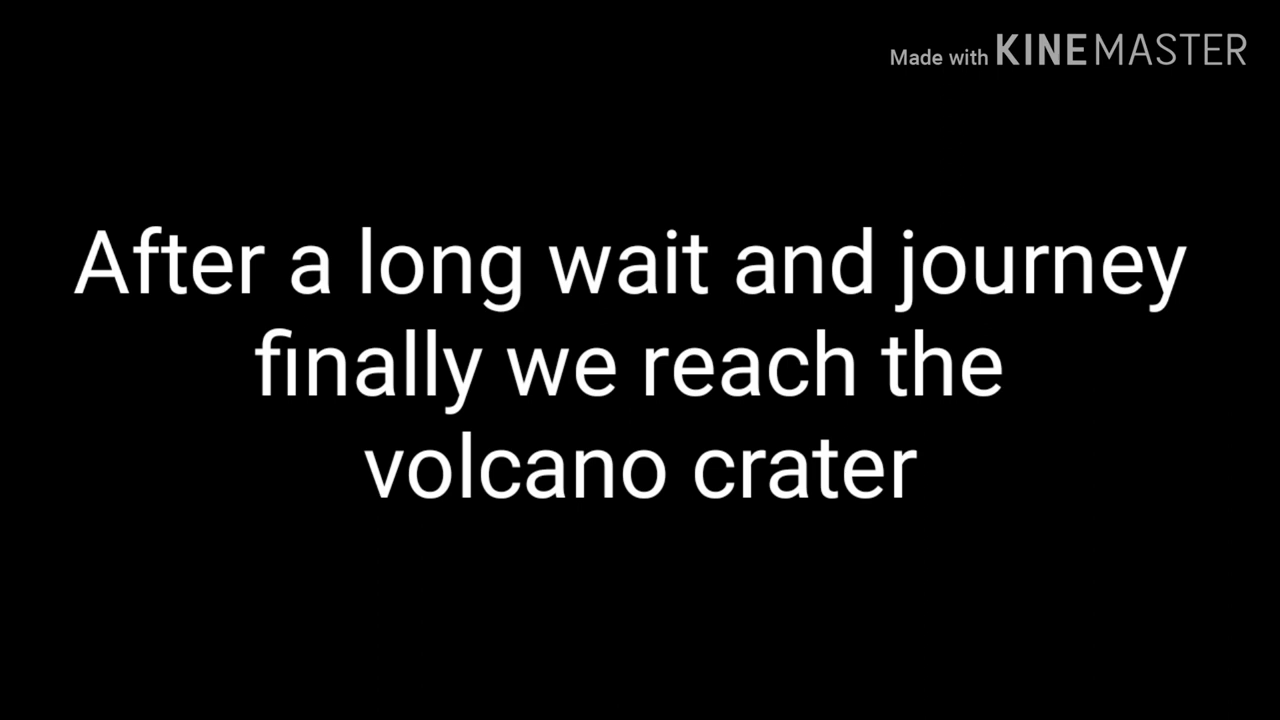 Made with KINEMASTER
After a long wait and journey
finally we reach the
volcano crater